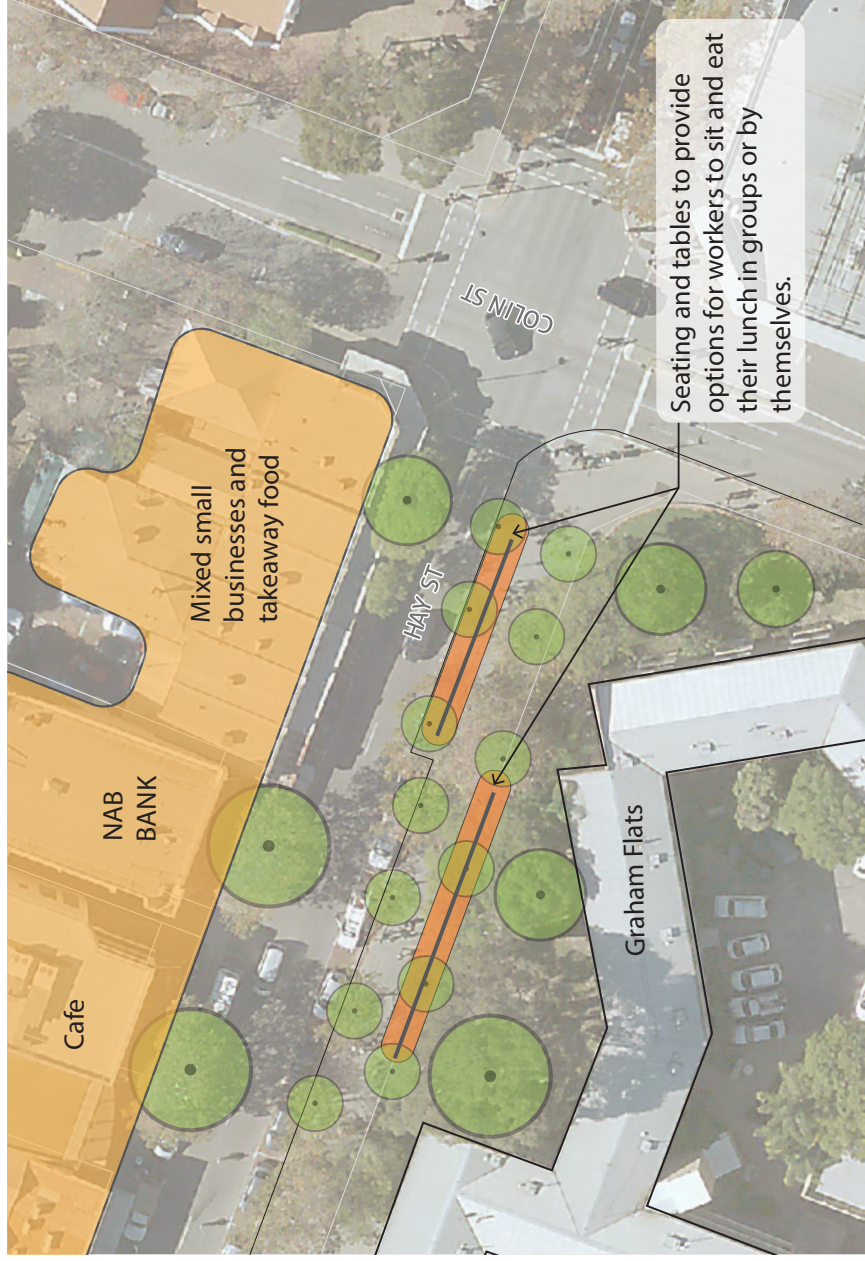 Cafe
NAB
BANK
Mixed small
businesses and
takeaway food
HAY ST
COLIN ST
Graham Flats
Seating and tables to provide
options for workers to sit and eat
their lunch in groups or by
themselves.